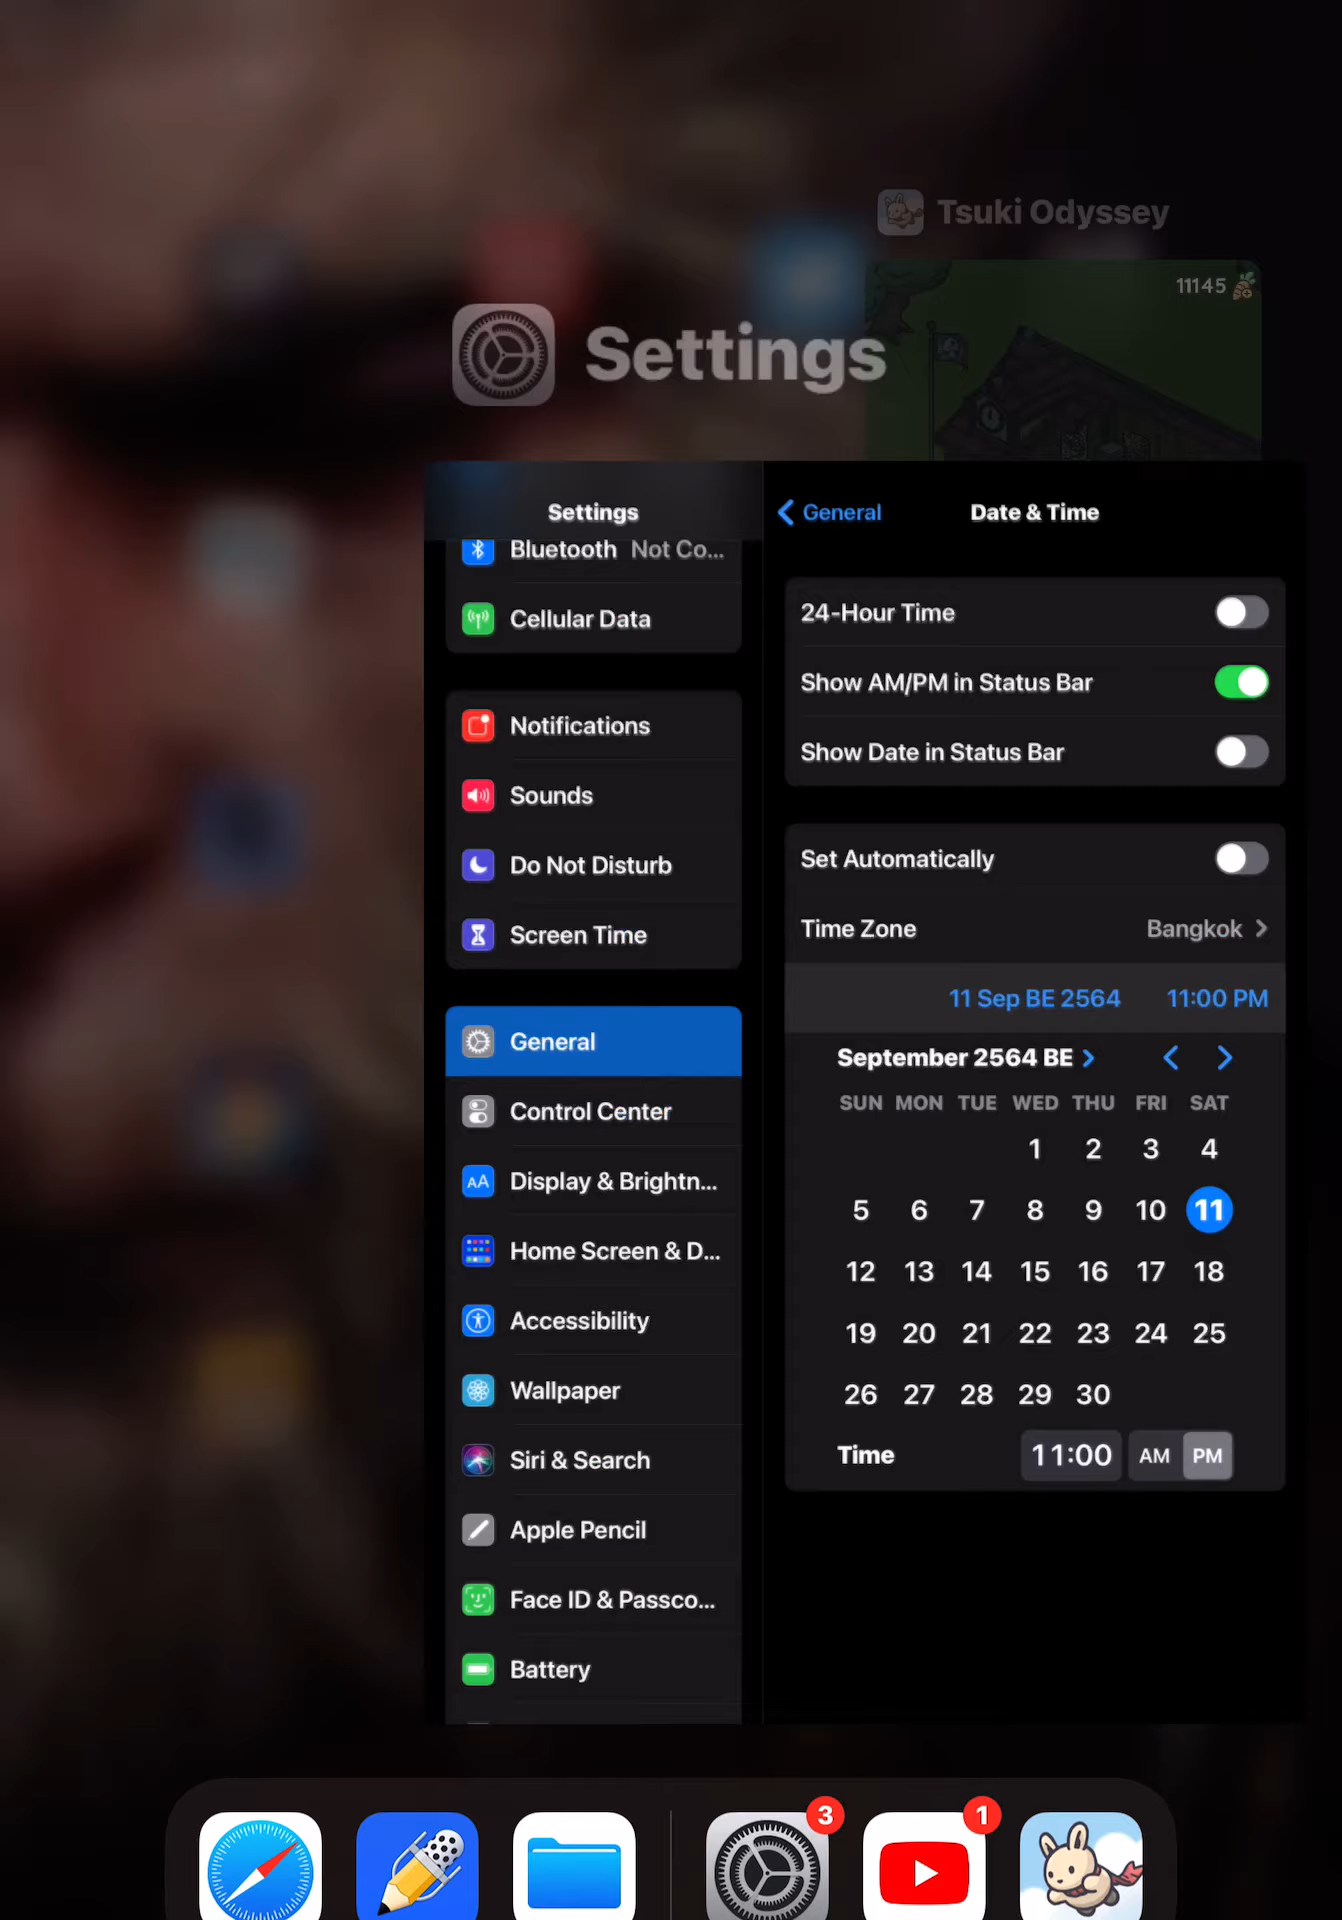 Tsuki Odyssey
11145
Settings
Settings
Bluetooth Not Co...
Cellular Data
Notifications
Sounds
Do Not Disturb
Screen Time
General
Control Center
AA Display & Brightn...
Home Screen & D...
Accessibility
Wallpaper
Siri & Search
Apple Pencil
Face ID & Passco...
Battery
General
Date & Time
24-Hour Time
Show AM/PM in Status Bar
Show Date in Status Bar
Set Automatically
Time Zone Bangkok
11 Sep BE 2564 11:00 PM
September 2564 BE
SUN MON TUE WED THU FRI SAT
1 2 3 4
5 6 7 8 9 10 11
12 13 14 15 16 17 18
19 20 21 22 23 24 25
26 27 28 29 30
Time 11:00 AM PM
3 1